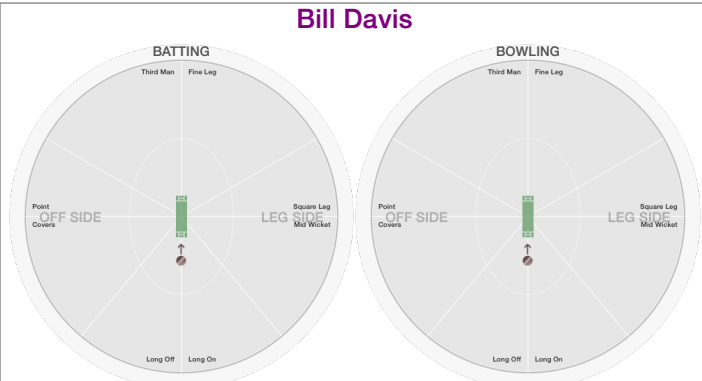 Bill Davis
BATTING
Third Man Fine Leg
Point
OFF SIDE
Covers
Square Leg
LEG SIDE
Mid Wicket
Long Off Long On
BOWLING
Third Man Fine Leg
Point
OFF SIDE
Covers
Square Leg
LEG SIDE
Mid Wicket
Long Off Long On